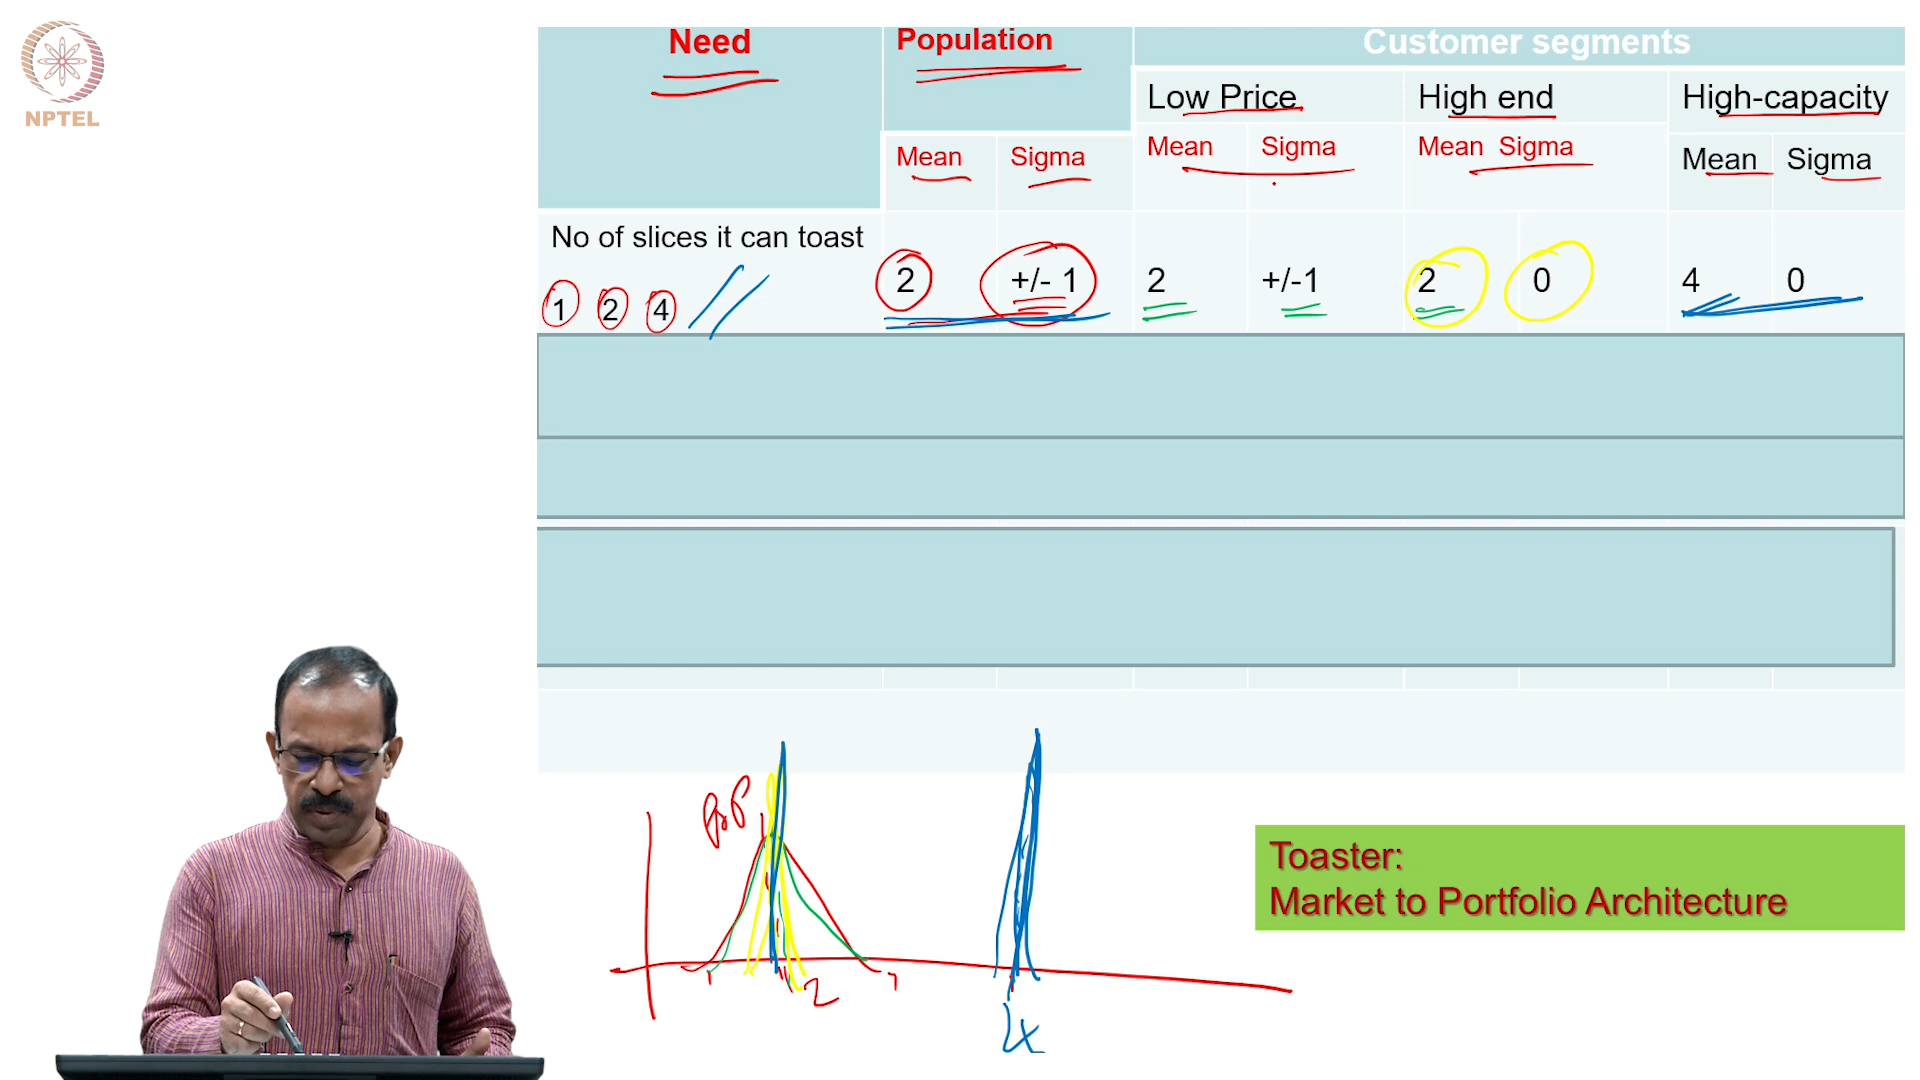 NPTEL
Need Population Customer segments
Low Price High end High-capacity
Mean Sigma Mean Sigma Mean Sigma Mean Sigma
No of slices it can toast
1 2 4
2 +/- 1 2 +/-1 2 0 4 0
2
4
Toaster:
Market to Portfolio Architecture